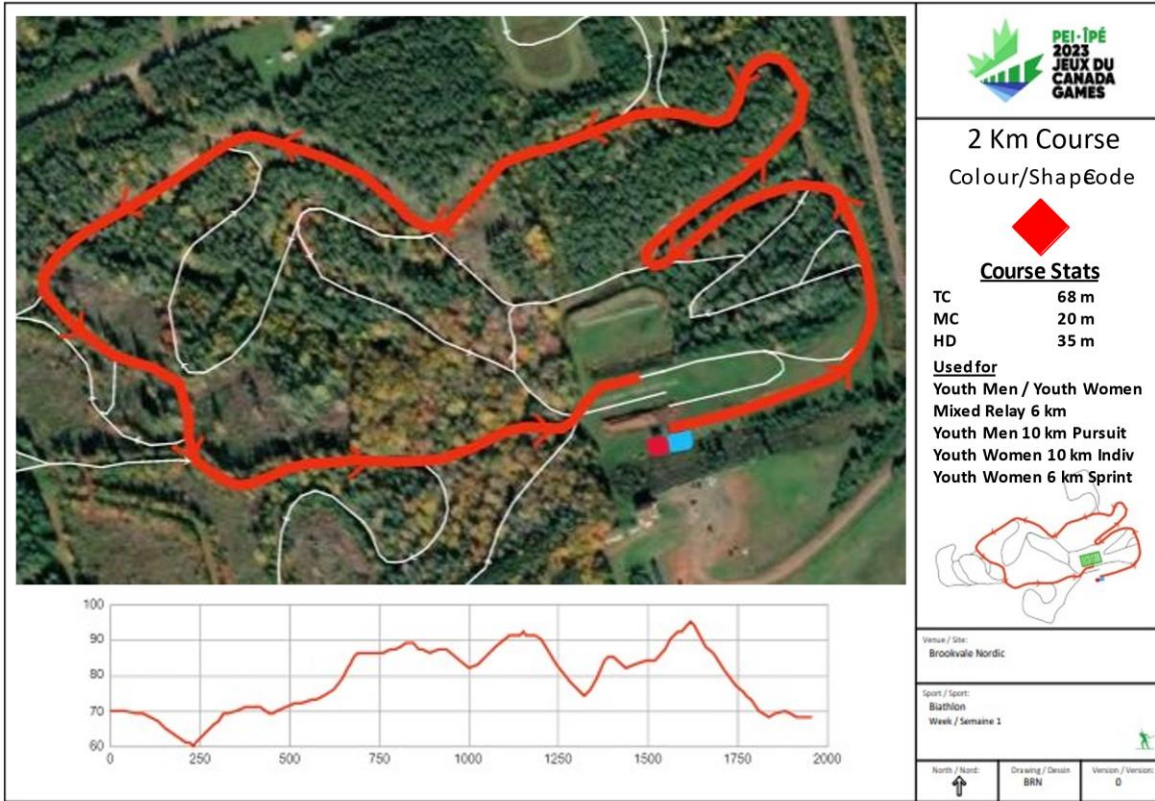 PEI-ÎPÉ
2023
JEUX DU
CANADA
GAMES
2 Km Course
Colour/Shape Code
Course Stats
TC 68 m
MC 20 m
HD 35 m
Used for
Youth Men / Youth Women
Mixed Relay 6 km
Youth Men 10 km Pursuit
Youth Women 10 km Indiv
Youth Women 6 km Sprint
Venue / Site:
Brookvale Nordic
Sport / Sport:
Biathlon
Week / Semaine 1
North / Nord:
Drawing / Dessin
BRN
Version / Version:
0
100
90
80
70
60
0 250 500 750 1000 1250 1500 1750 2000